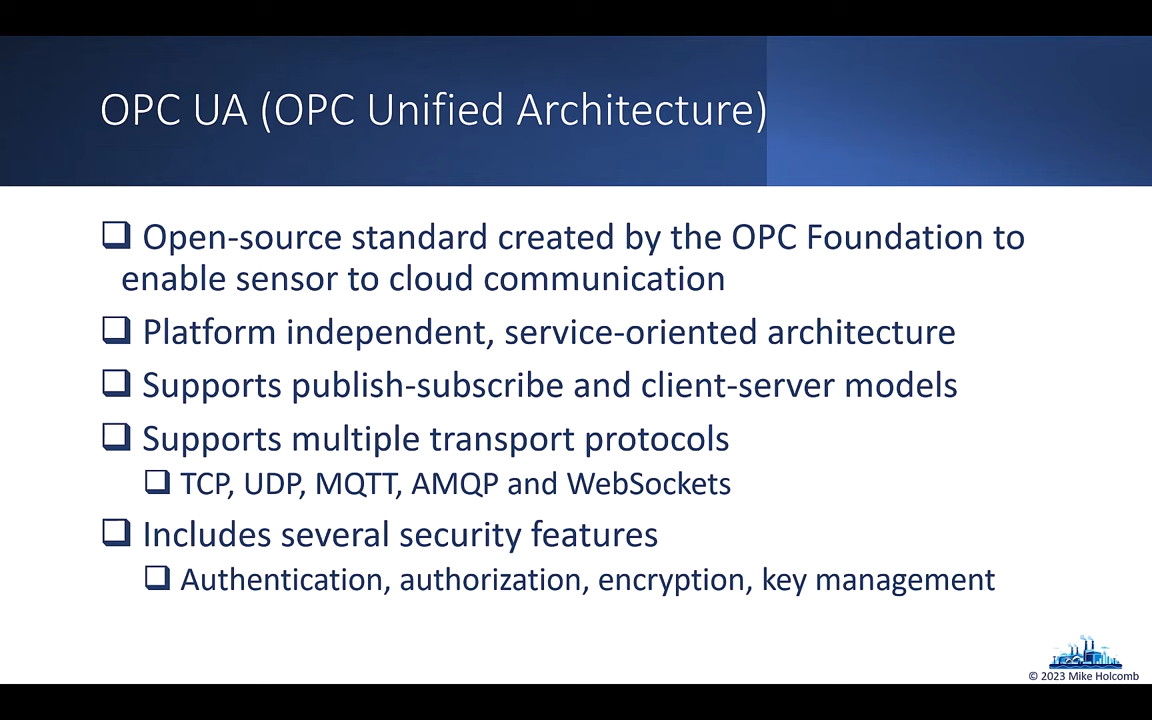 OPC UA (OPC Unified Architecture)
Open-source standard created by the OPC Foundation to
enable sensor to cloud communication
Platform independent, service-oriented architecture
Supports publish-subscribe and client-server models
Supports multiple transport protocols
TCP, UDP, MQTT, AMQP and WebSockets
Includes several security features
Authentication, authorization, encryption, key management
© 2023 Mike Holcomb